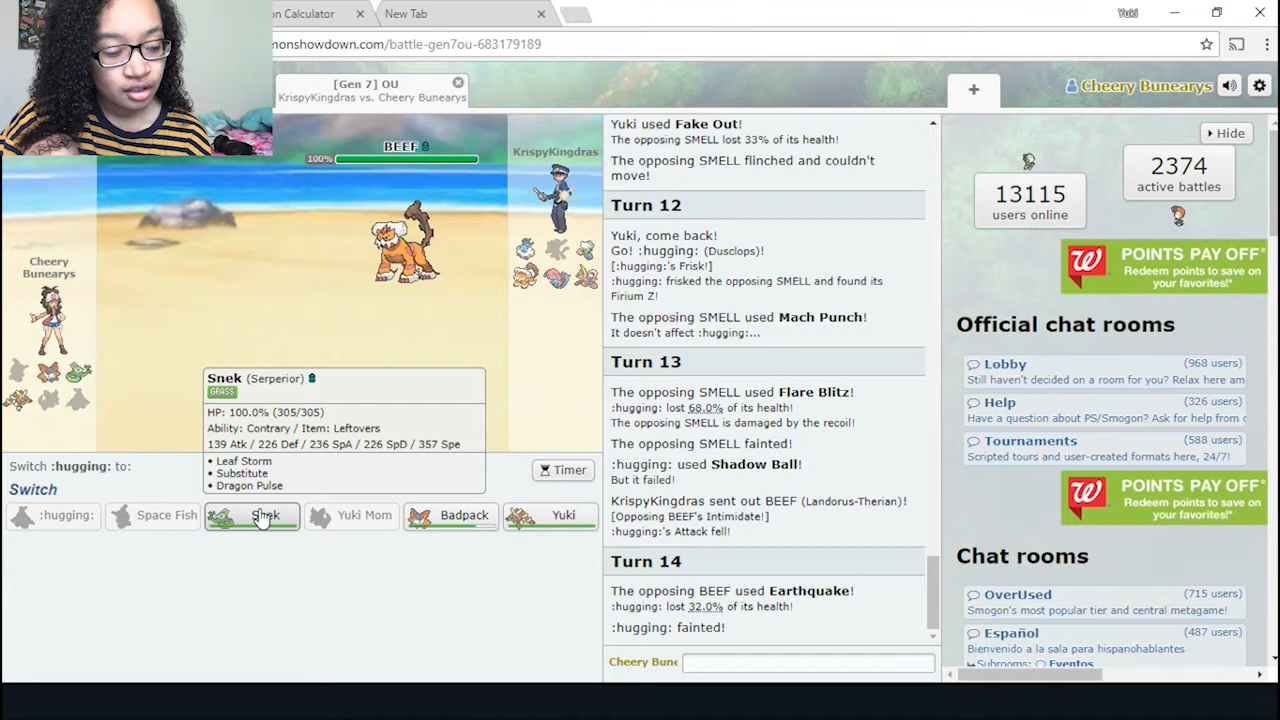 on Calculator
New Tab
Yuki
monshowdown.com/battle-gen7ou-683179189
[Gen 7] OU
KrispyKingdras vs. Cheery Bunearys
+
Cheery Bunearys
BEEF
100%
KrispyKingdras
Cheery
Bunearys
Snek (Serperior)
GRASS
HP: 100.0% (305/305)
Ability: Contrary / Item: Leftovers
139 Atk / 226 Def / 236 SpA / 226 SpD / 357 Spe
• Leaf Storm
• Substitute
• Dragon Pulse
Switch :hugging: to:
Timer
Switch
:hugging:
Space Fish
Snek
Yuki Mom
Badpack
Yuki
Yuki used Fake Out!
The opposing SMELL lost 33% of its health!
The opposing SMELL flinched and couldn't
move!
Turn 12
Yuki, come back!
Go! :hugging: (Dusclops)!
[:hugging:'s Frisk!]
:hugging: frisked the opposing SMELL and found its
Firium Z!
The opposing SMELL used Mach Punch!
It doesn't affect :hugging:...
Turn 13
The opposing SMELL used Flare Blitz!
:hugging: lost 68.0% of its health!
The opposing SMELL is damaged by the recoil!
The opposing SMELL fainted!
:hugging: used Shadow Ball!
But it failed!
KrispyKingdras sent out BEEF (Landorus-Therian)!
[Opposing BEEF's Intimidate!]
:hugging:'s Attack fell!
Turn 14
The opposing BEEF used Earthquake!
:hugging: lost 32.0% of its health!
:hugging: fainted!
Cheery Bune
Hide
13115
users online
2374
active battles
W
POINTS PAY OFF*
Redeem points to save on
your favorites!*
Official chat rooms
Lobby
(968 users)
Still haven't decided on a room for you? Relax here am
Help
(326 users)
Have a question about PS/Smogon? Ask for help from c
Tournaments
(588 users)
Scripted tours and user-created formats here, 24/7!
W
POINTS PAY OFF*
Redeem points to save on
your favorites!*
Chat rooms
OverUsed
(715 users)
Smogon's most popular tier and central metagame!
Español
(487 users)
Bienvenido a la sala para hispanohablantes
Subrooms: Eventos